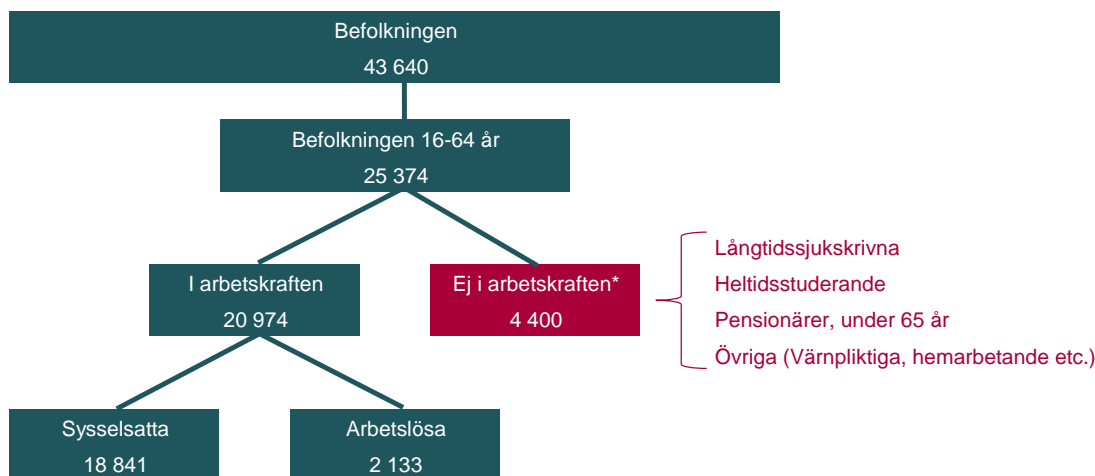 Befolkningen
43 640
Befolkningen 16-64 år
25 374
I arbetskraften
20 974
Ej i arbetskraften*
4 400
Långtidssjukskrivna
Heltidsstuderande
Pensionärer, under 65 år
Övriga (Värnpliktiga, hemarbetande etc.)
Sysselsatta
18 841
Arbetslösa
2 133